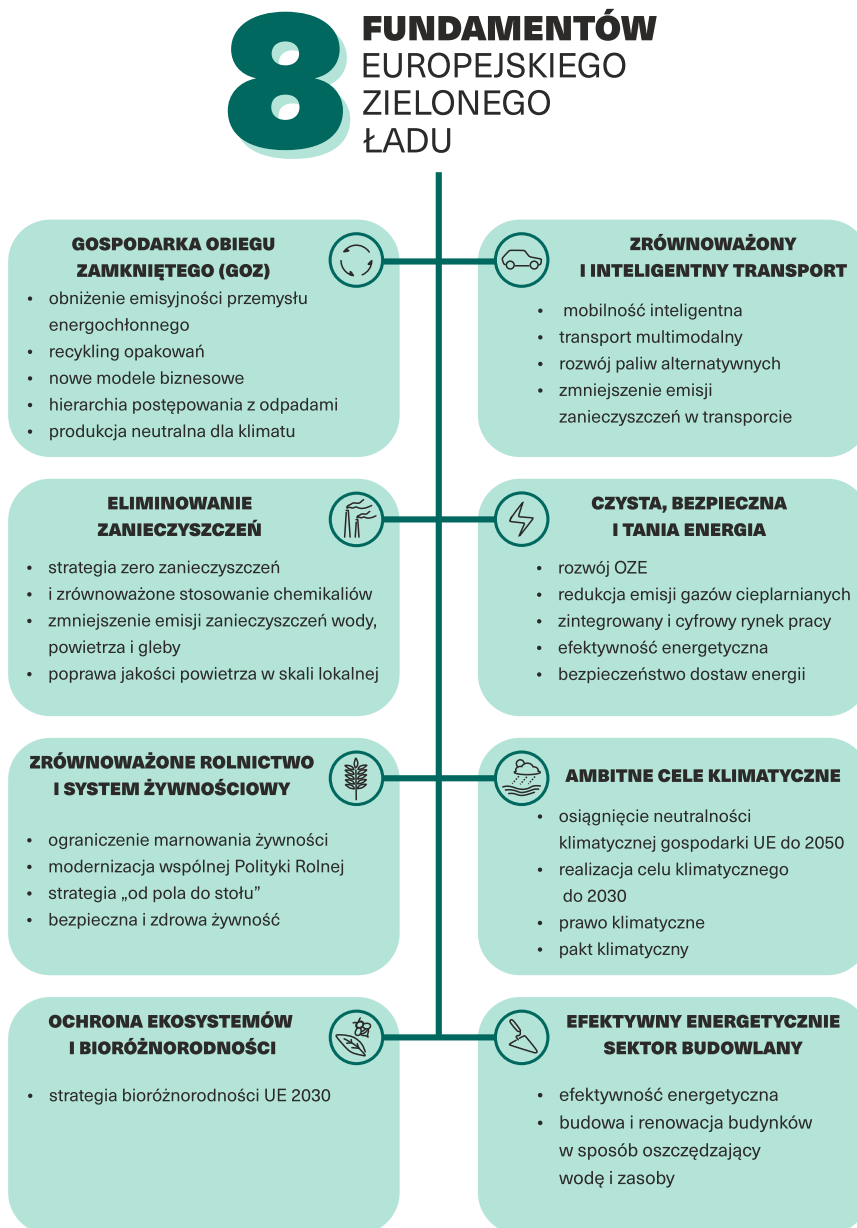 8 FUNDAMENTÓW
EUROPEJSKIEGO
ZIELONEGO
ŁADU
GOSPODARKA OBIEGU
ZAMKNIĘTEGO (GOZ)
• obniżenie emisyjności przemysłu
energochłonnego
• recykling opakowań
• nowe modele biznesowe
• hierarchia postępowania z odpadami
• produkcja neutralna dla klimatu
ZRÓWNOWAŻONY
I INTELIGENTNY TRANSPORT
• mobilność inteligentna
• transport multimodalny
• rozwój paliw alternatywnych
• zmniejszenie emisji
zanieczyszczeń w transporcie
ELIMINOWANIE
ZANIECZYSZCZEŃ
• strategia zero zanieczyszczeń
• i zrównoważone stosowanie chemikaliów
• zmniejszenie emisji zanieczyszczeń wody,
powietrza i gleby
• poprawa jakości powietrza w skali lokalnej
CZYSTA, BEZPIECZNA
I TANIA ENERGIA
• rozwój OZE
• redukcja emisji gazów cieplarnianych
• zintegrowany i cyfrowy rynek pracy
• efektywność energetyczna
• bezpieczeństwo dostaw energii
ZRÓWNOWAŻONE ROLNICTWO
I SYSTEM ŻYWNOŚCIOWY
• ograniczenie marnowania żywności
• modernizacja wspólnej Polityki Rolnej
• strategia „od pola do stołu”
• bezpieczna i zdrowa żywność
AMBITNE CELE KLIMATYCZNE
• osiągnięcie neutralności
klimatycznej gospodarki UE do 2050
• realizacja celu klimatycznego
do 2030
• prawo klimatyczne
• pakt klimatyczny
OCHRONA EKOSYSTEMÓW
I BIORÓŻNORODNOŚCI
• strategia bioróżnorodności UE 2030
EFEKTYWNY ENERGETYCZNIE
SEKTOR BUDOWLANY
• efektywność energetyczna
• budowa i renowacja budynków
w sposób oszczędzający
wodę i zasoby